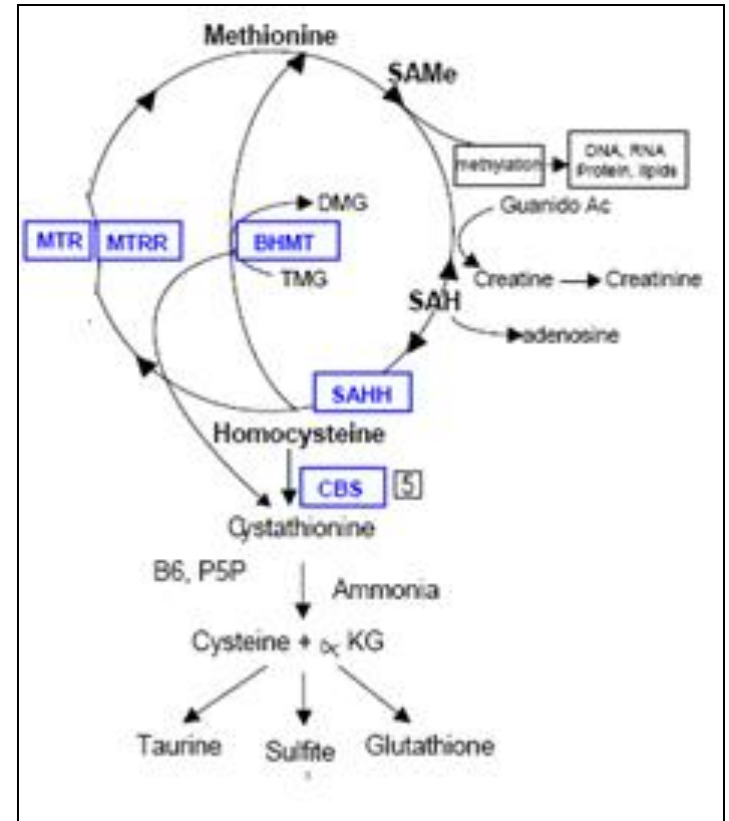 Methionine
SAMe
methylation
DNA, RNA
Protein, lipids
DMG
Guanido Ac
MTR
MTRR
BHMT
TMG
Creatine
Creatinine
SAH
adenosine
SAHH
Homocysteine
CBS
5
Cystathionine
B6, P5P
Ammonia
Cysteine + ∝ KG
Taurine
Sulfite
Glutathione